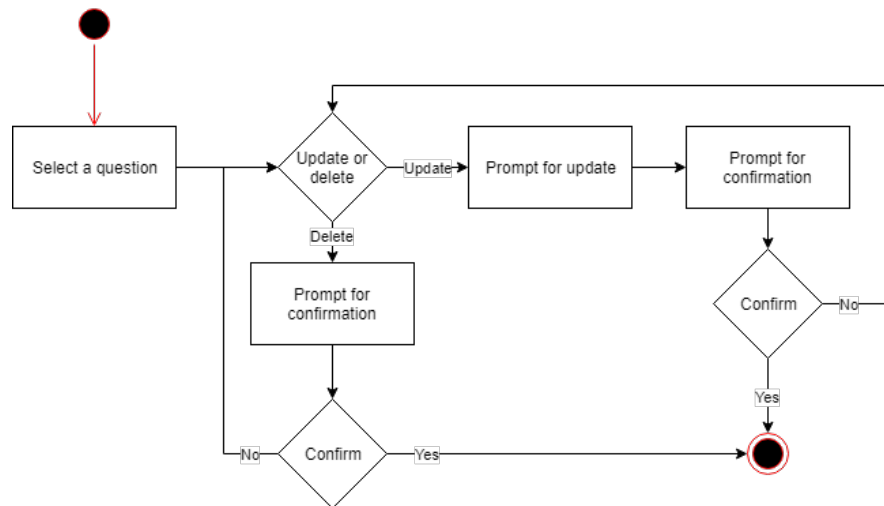 Select a question
Update or
delete
Update
Prompt for update
Prompt for
confirmation
Delete
Prompt for
confirmation
Confirm
No
Yes
Confirm
No
Yes